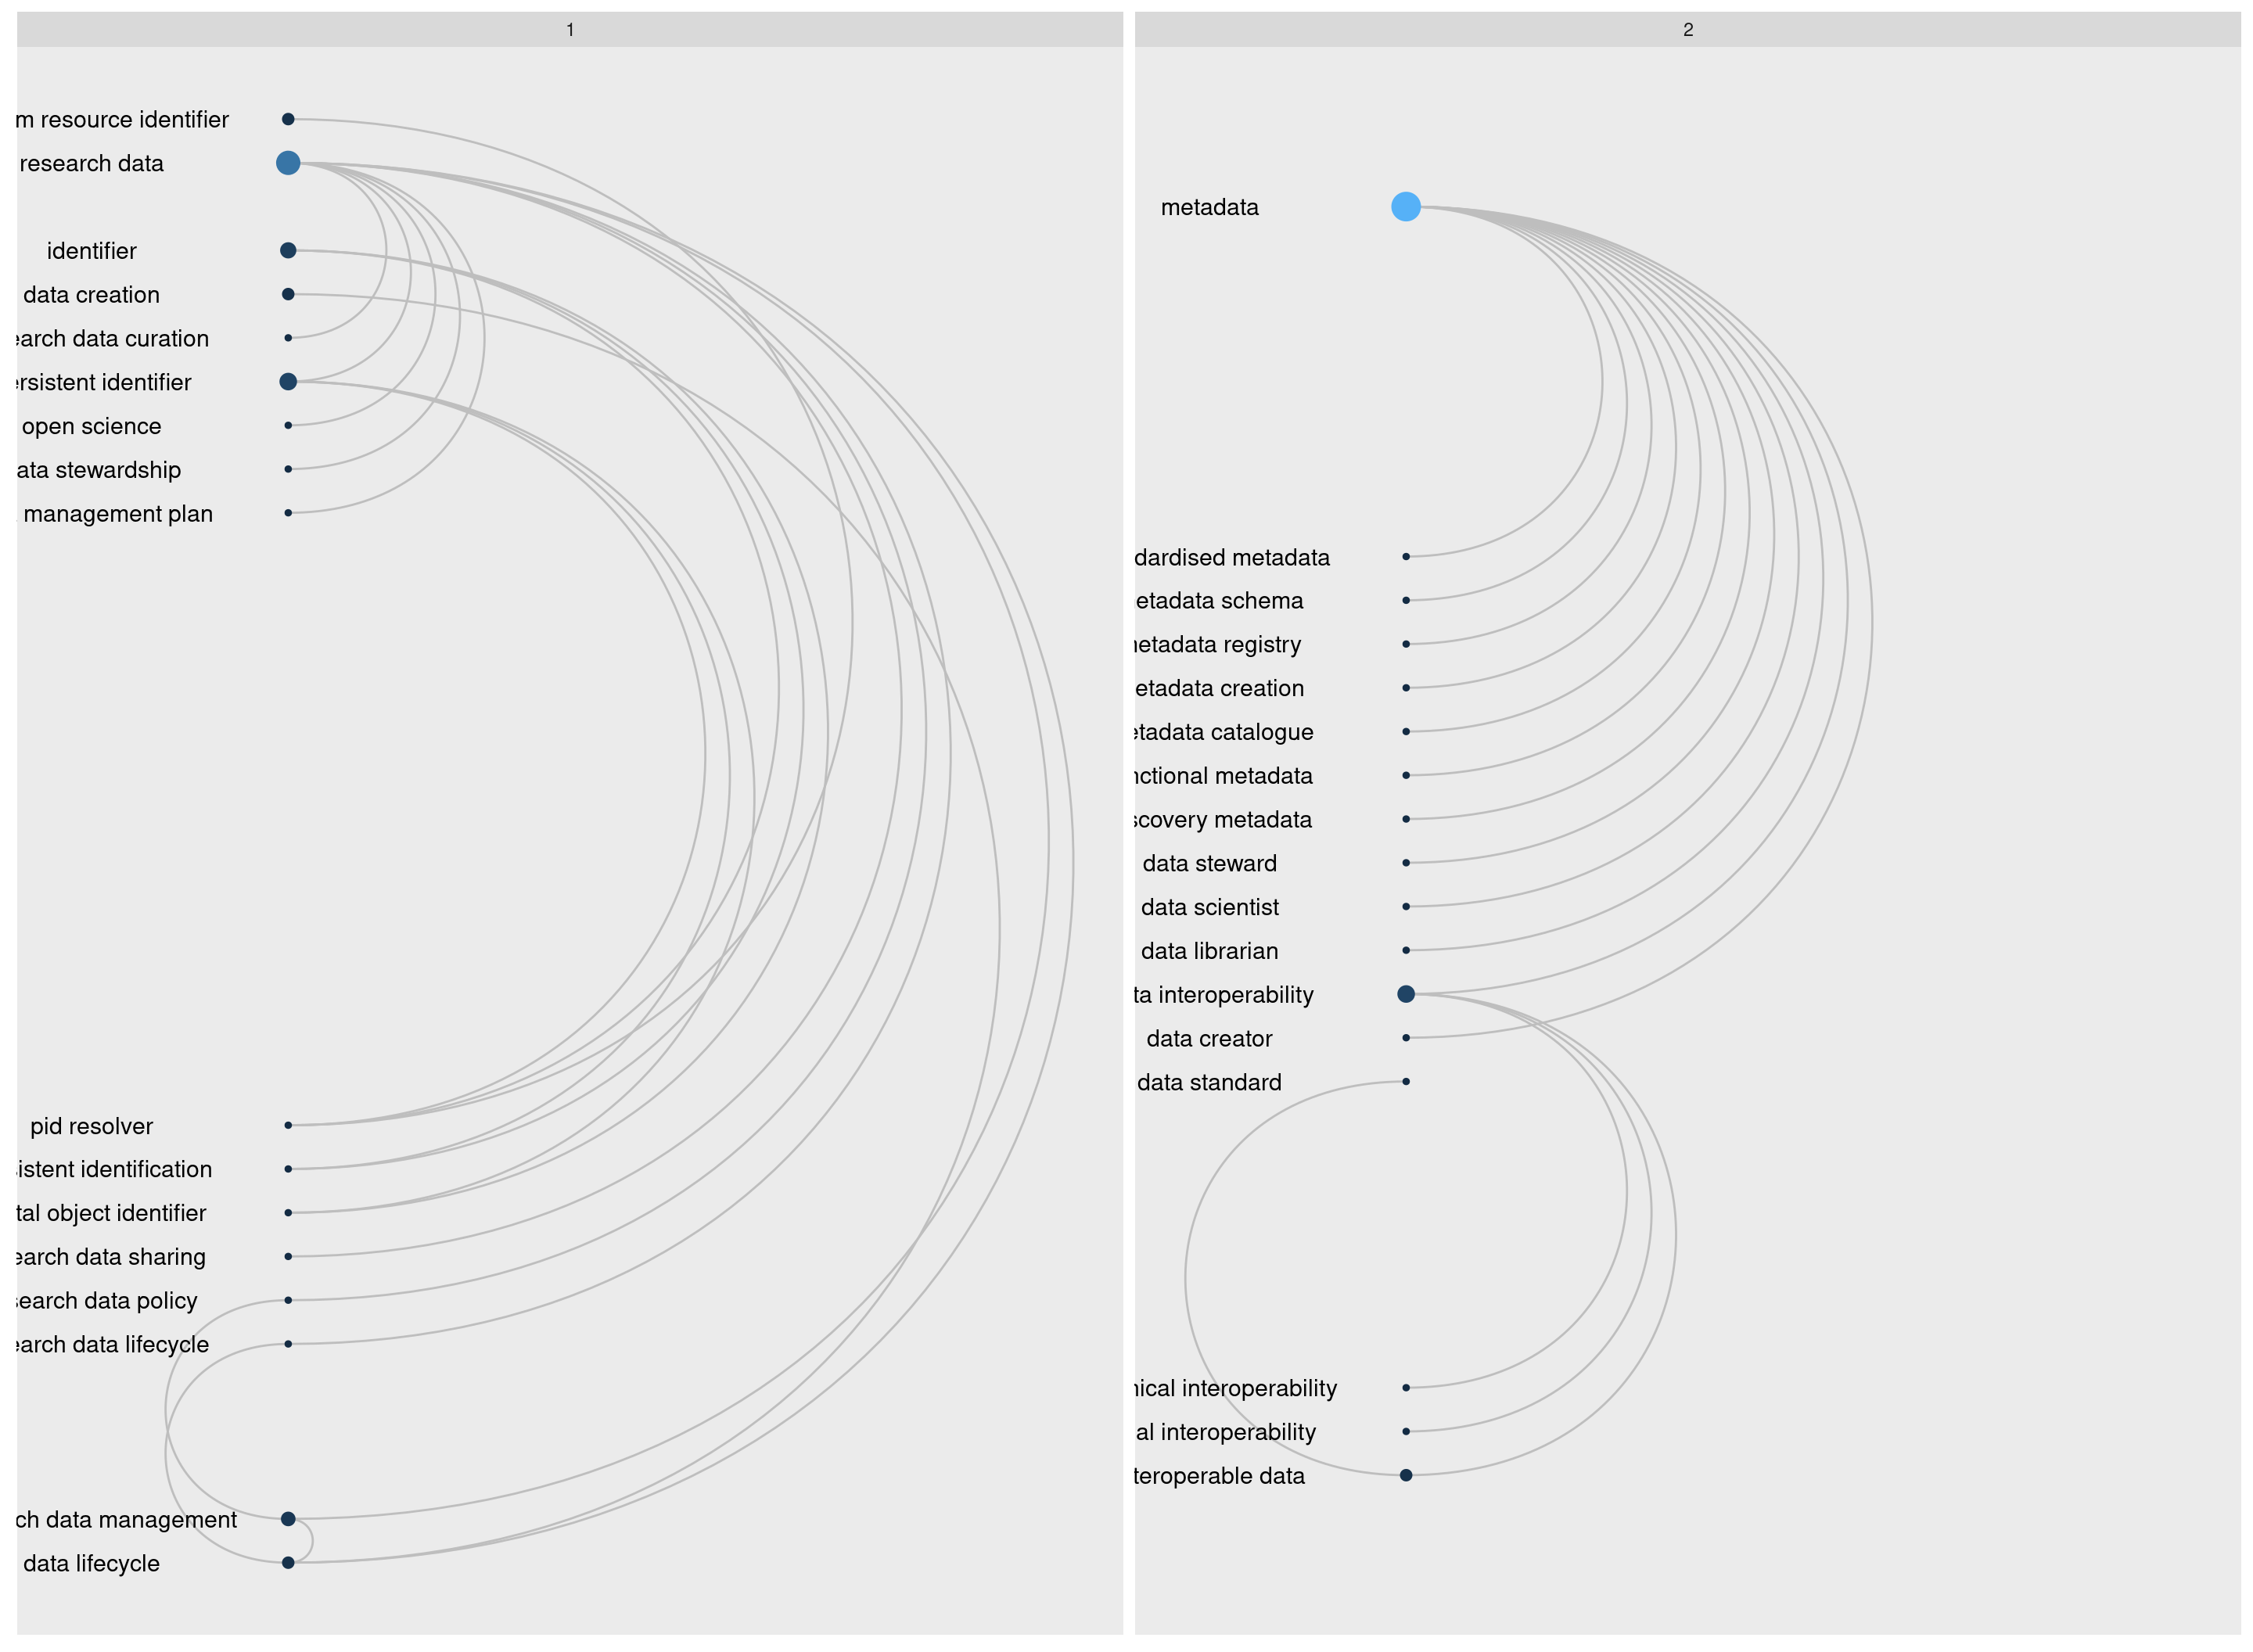 1
m resource identifier
research data
identifier
data creation
earch data curation
ersistent identifier
open science
ata stewardship
management plan
pid resolver
istent identification
tal object identifier
earch data sharing
search data policy
earch data lifecycle
ch data management
data lifecycle
2
metadata
dardised metadata
etadata schema
netadata registry
etadata creation
etadata catalogue
nctional metadata
scovery metadata
data steward
data scientist
data librarian
ta interoperability
data creator
data standard
nical interoperability
al interoperability
teroperable data